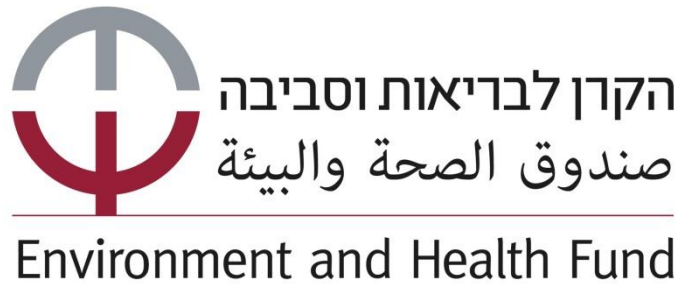 הקרן לבריאות וסביבה
صندوق الصحة والبيئة
Environment and Health Fund